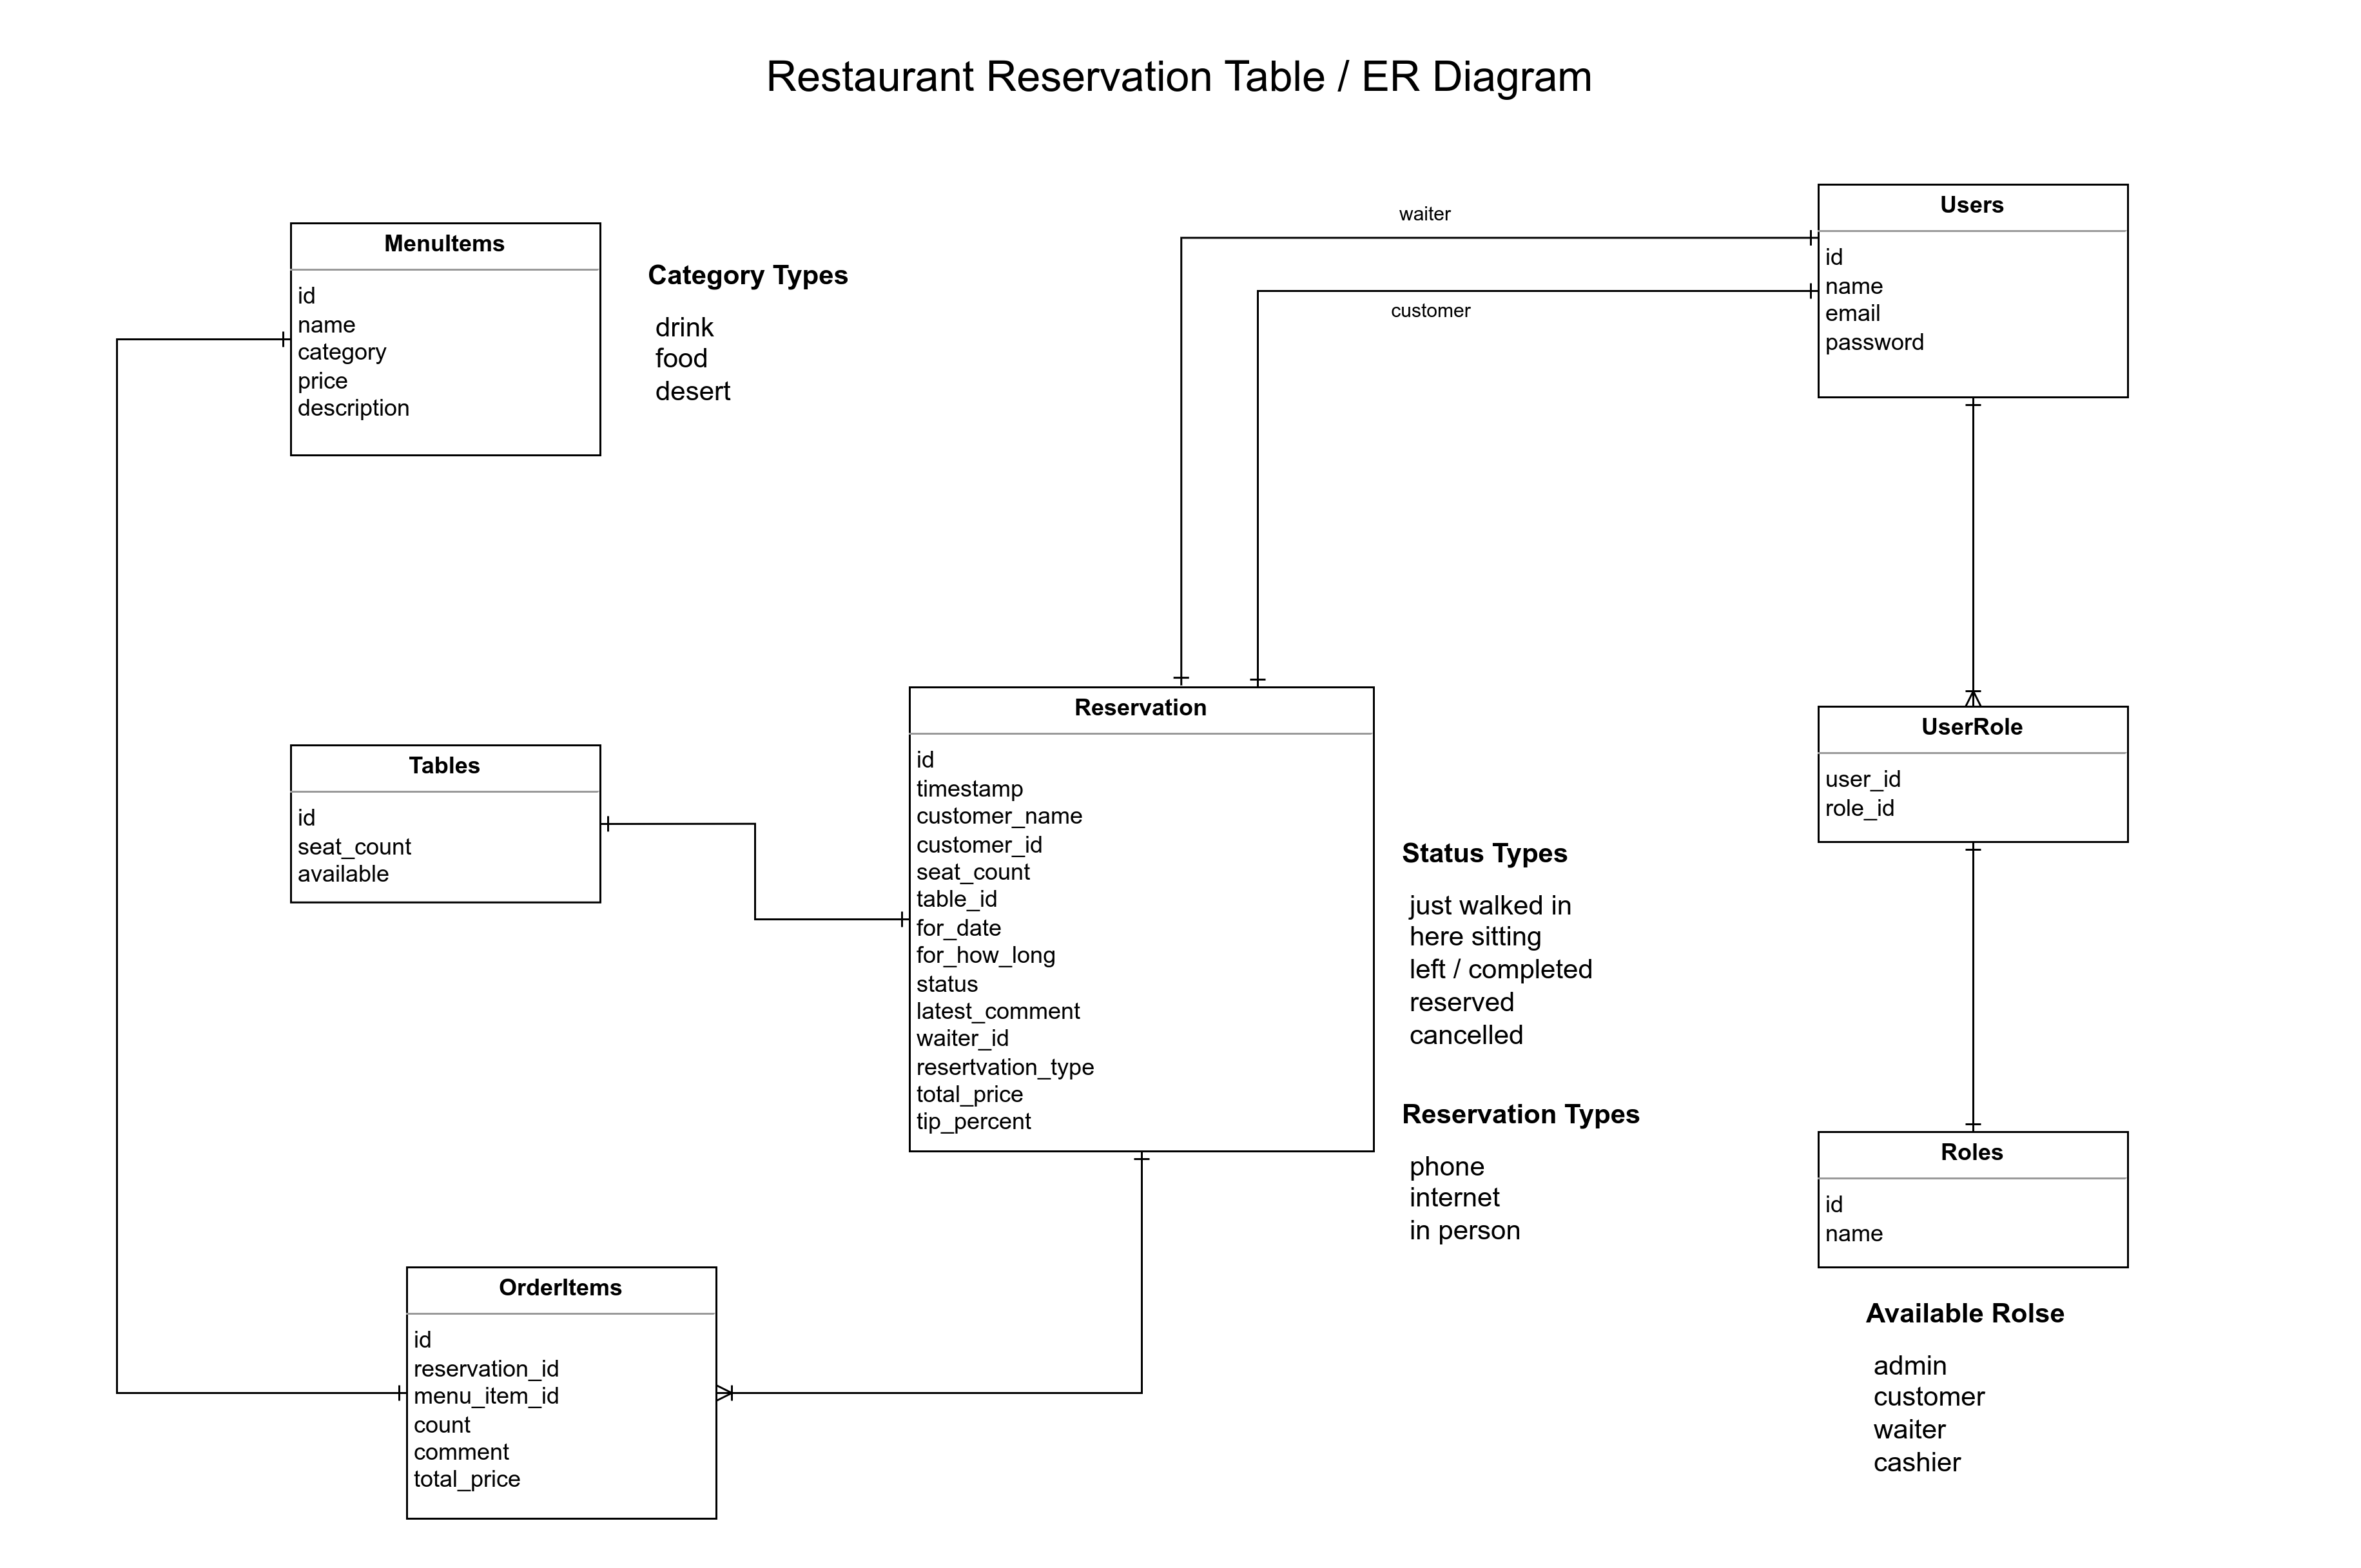 Restaurant Reservation Table / ER Diagram
MenuItems
id
name
category
price
description
Category Types
drink
food
desert
waiter
customer
Users
id
name
email
password
Tables
id
seat_count
available
Reservation
id
timestamp
customer_name
customer_id
seat_count
table_id
for_date
for_how_long
status
latest_comment
waiter_id
resertvation_type
total_price
tip_percent
Status Types
just walked in
here sitting
left / completed
reserved
cancelled
Reservation Types
phone
internet
in person
UserRole
user_id
role_id
Roles
id
name
Available Rolse
admin
customer
waiter
cashier
OrderItems
id
reservation_id
menu_item_id
count
comment
total_price